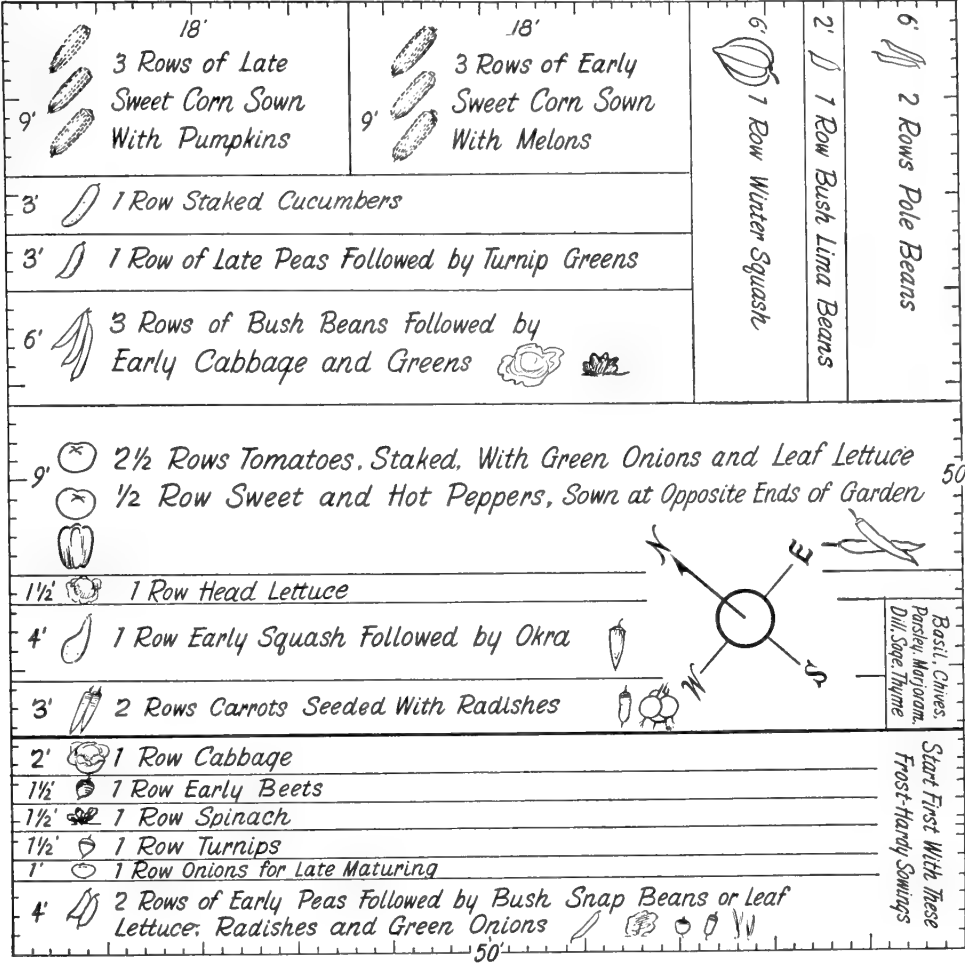 18'
9'
3 Rows of Late
Sweet Corn Sown
With Pumpkins
18'
9'
3 Rows of Early
Sweet Corn Sown
With Melons
6'
1 Row Winter Squash
2'
1 Row Bush Lima Beans
6'
2 Rows Pole Beans
3' 1 Row Staked Cucumbers
3' 1 Row of Late Peas Followed by Turnip Greens
6'
3 Rows of Bush Beans Followed by
Early Cabbage and Greens
9'
2½ Rows Tomatoes, Staked, With Green Onions and Leaf Lettuce
½ Row Sweet and Hot Peppers, Sown at Opposite Ends of Garden
50'
1½' 1 Row Head Lettuce
4' 1 Row Early Squash Followed by Okra
3' 2 Rows Carrots Seeded With Radishes
N
E
W
S
Basil, Chives,
Parsley, Marjoram,
Dill, Sage, Thyme
2' 1 Row Cabbage
1½' 1 Row Early Beets
1½' 1 Row Spinach
1½' 1 Row Turnips
1' 1 Row Onions for Late Maturing
4' 2 Rows of Early Peas Followed by Bush Snap Beans or Leaf
Lettuce, Radishes and Green Onions
Start First With These
Frost-Hardy Sowings
50'